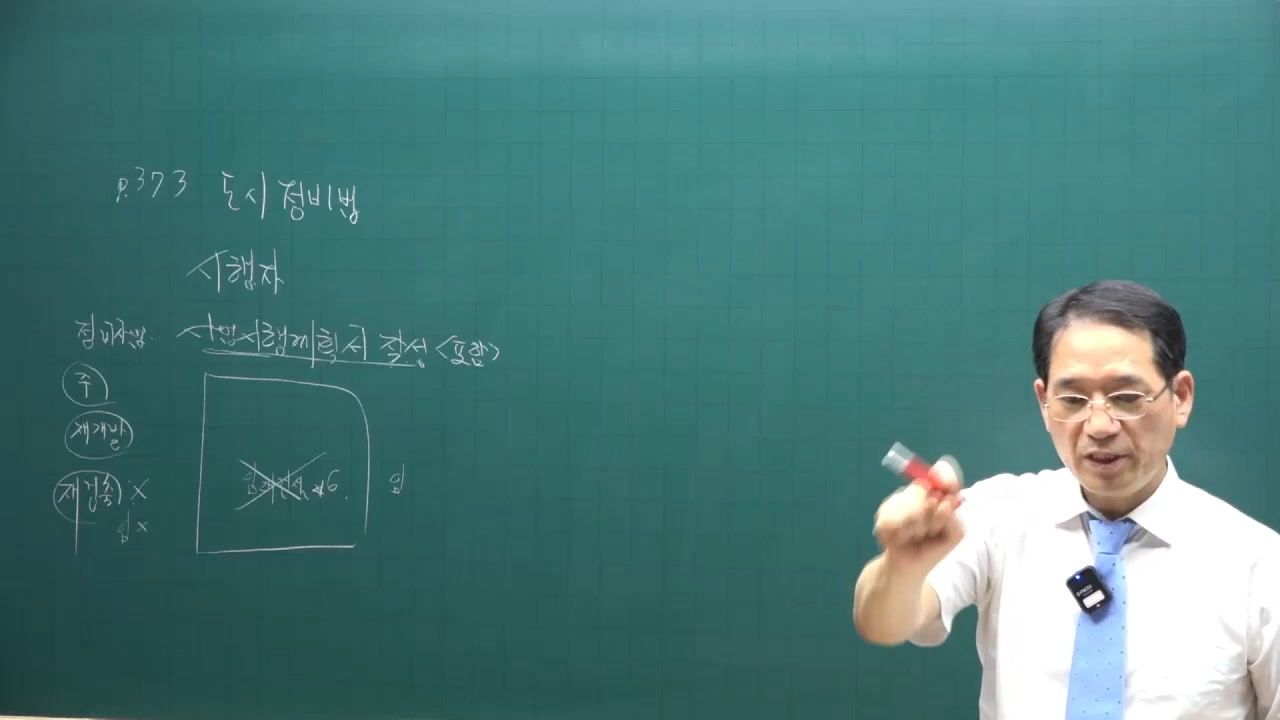 p.373 도시정비법
시행자
정비사업 사업시행계획서 작성 <포함>
주
재개발
재건축 X
임 X
6.
임